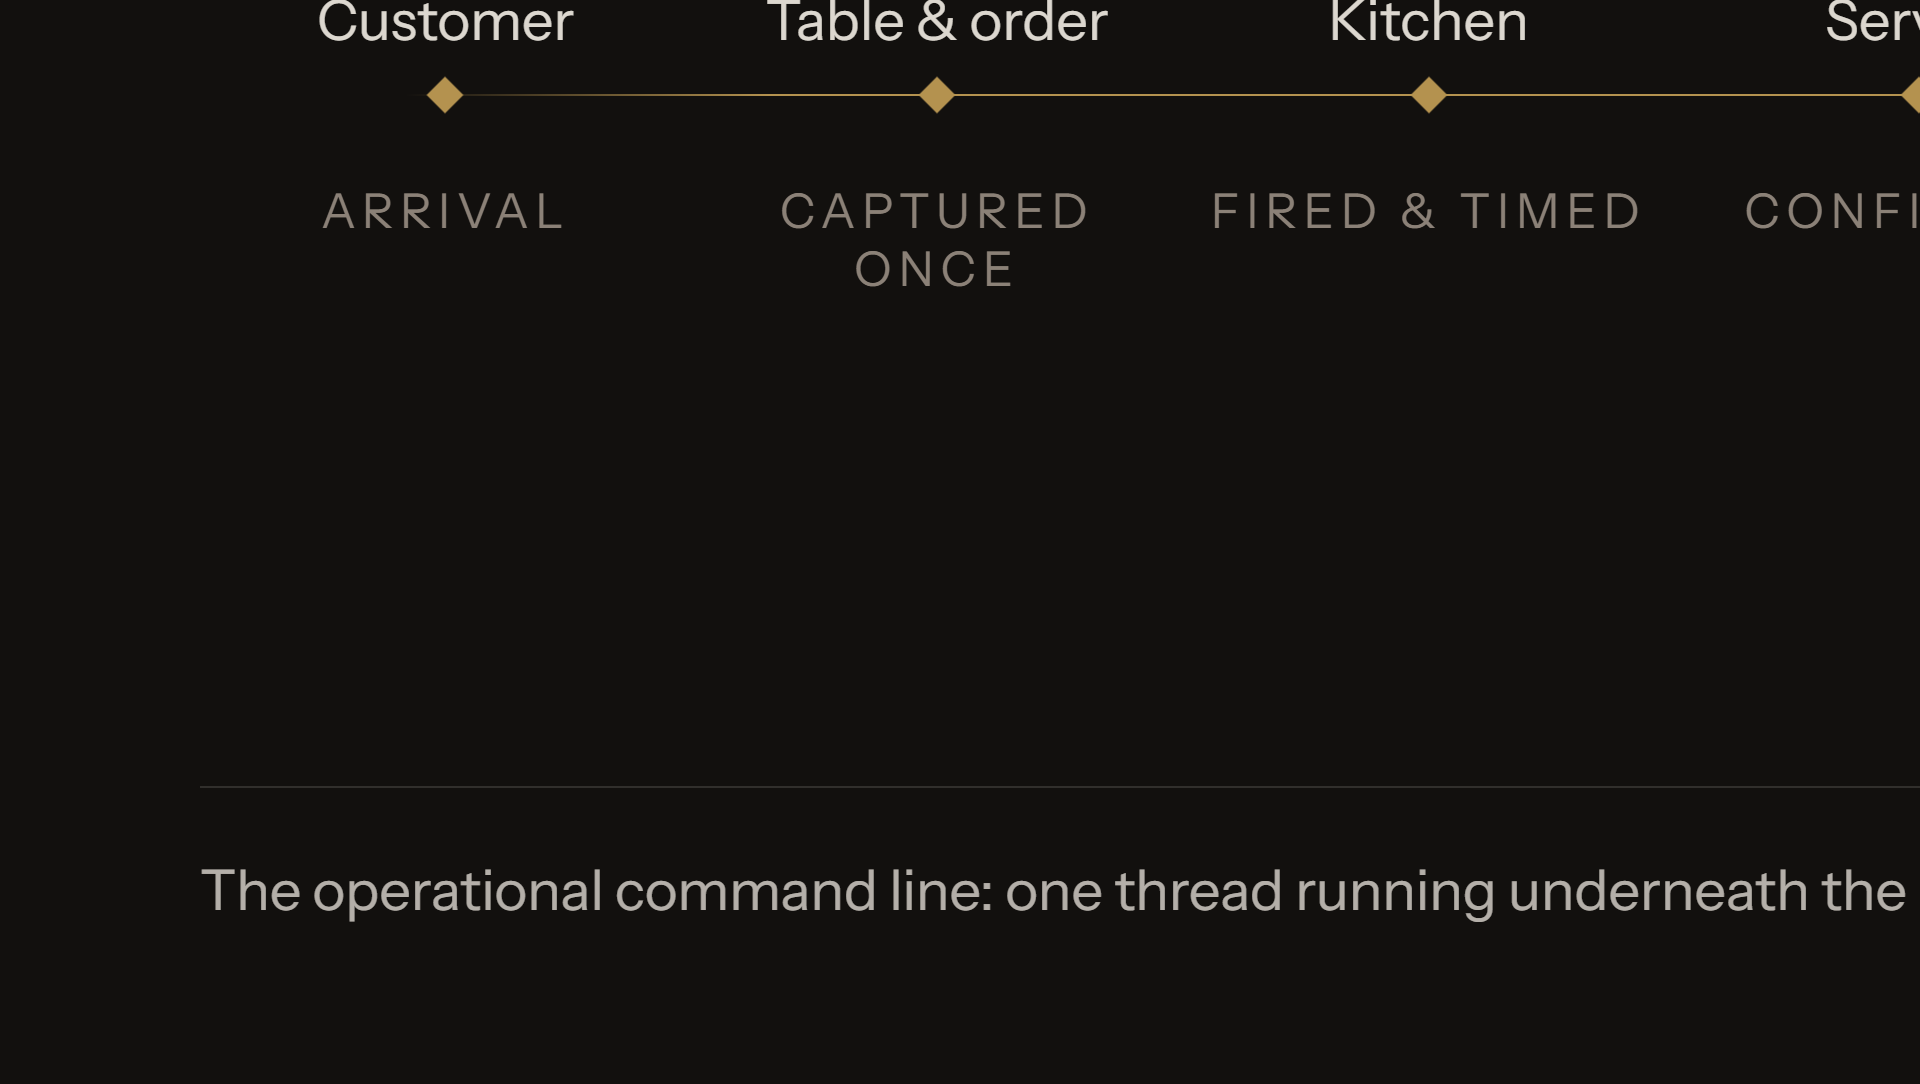 Customer Table & order Kitchen
ARRIVAL CAPTURED FIRED & TIMED
ONCE
The operational command line: one thread running underneath the